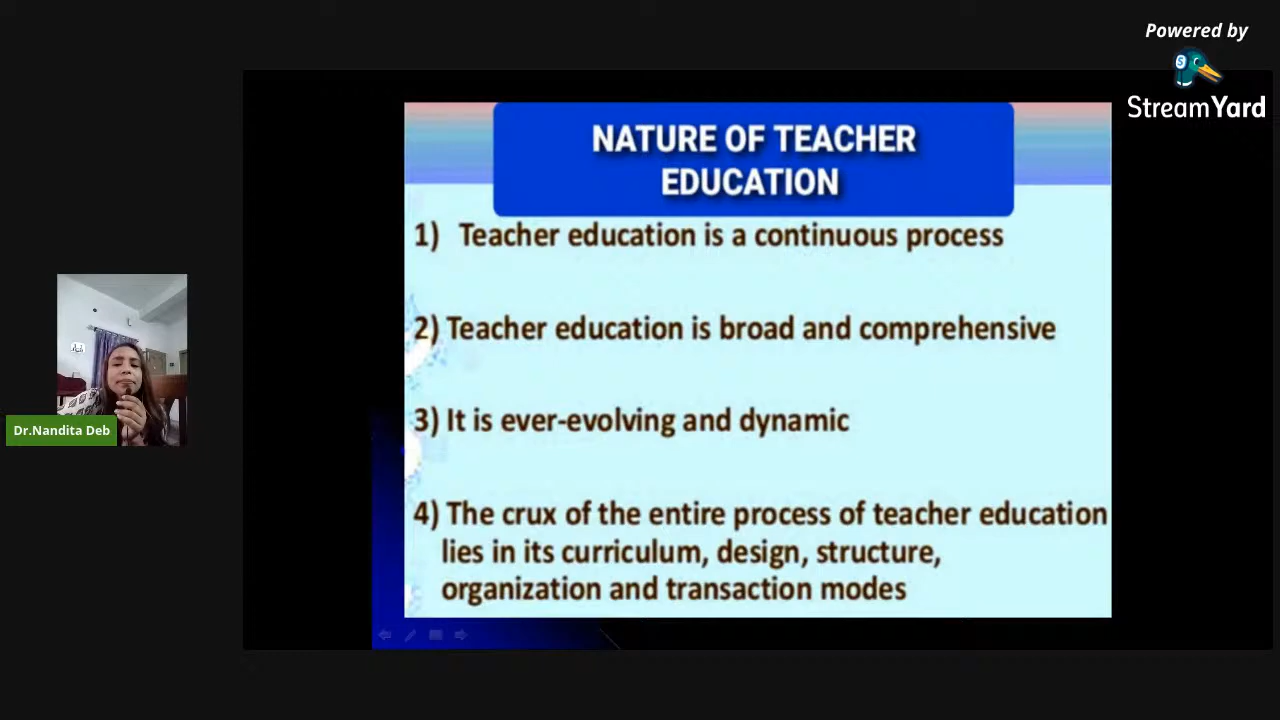 Powered by
StreamYard
NATURE OF TEACHER
EDUCATION
1) Teacher education is a continuous process
2) Teacher education is broad and comprehensive
3) It is ever-evolving and dynamic
4) The crux of the entire process of teacher education
lies in its curriculum, design, structure,
organization and transaction modes
Dr.Nandita Deb